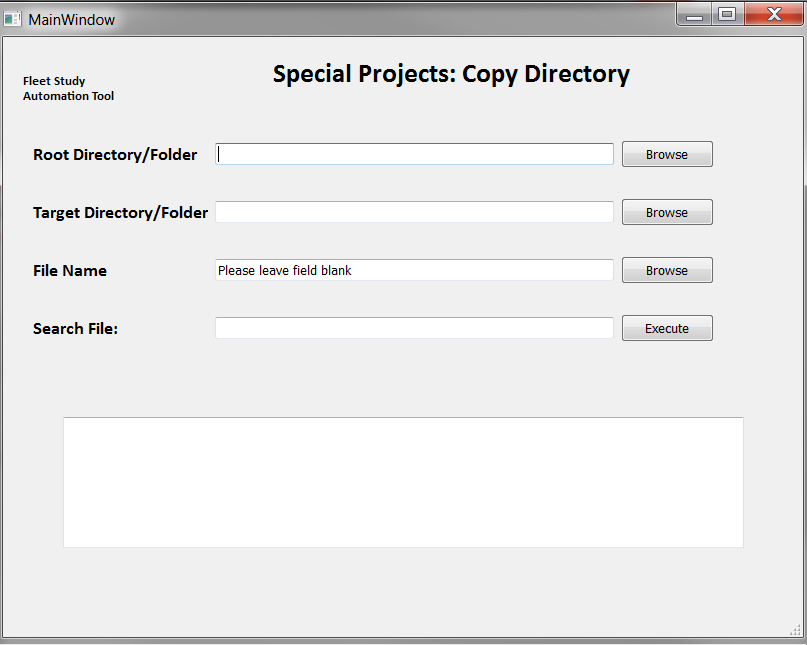 MainWindow
Special Projects: Copy Directory
Fleet Study
Automation Tool
Root Directory/Folder
Browse
Target Directory/Folder
Browse
File Name
Please leave field blank
Browse
Search File:
Execute